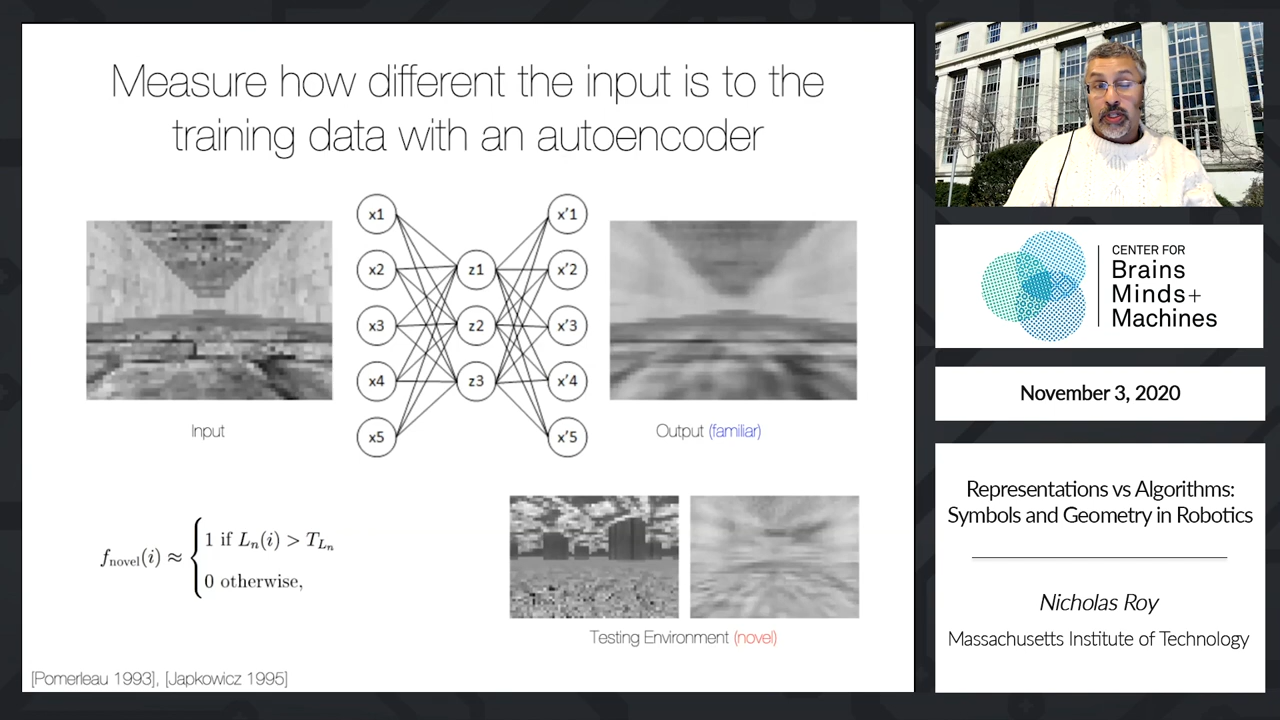 Measure how different the input is to the
training data with an autoencoder
x1
x2
x3
x4
x5
z1
z2
z3
x'1
x'2
x'3
x'4
x'5
Input
Output (familiar)
f_novel(i) ≈ { 1 if L_n(i) > T_{L_n}
0 otherwise,
Testing Environment (novel)
[Pomerleau 1993], [Japkowicz 1995]
CENTER FOR
Brains
Minds+
Machines
November 3, 2020
Representations vs Algorithms:
Symbols and Geometry in Robotics
Nicholas Roy
Massachusetts Institute of Technology